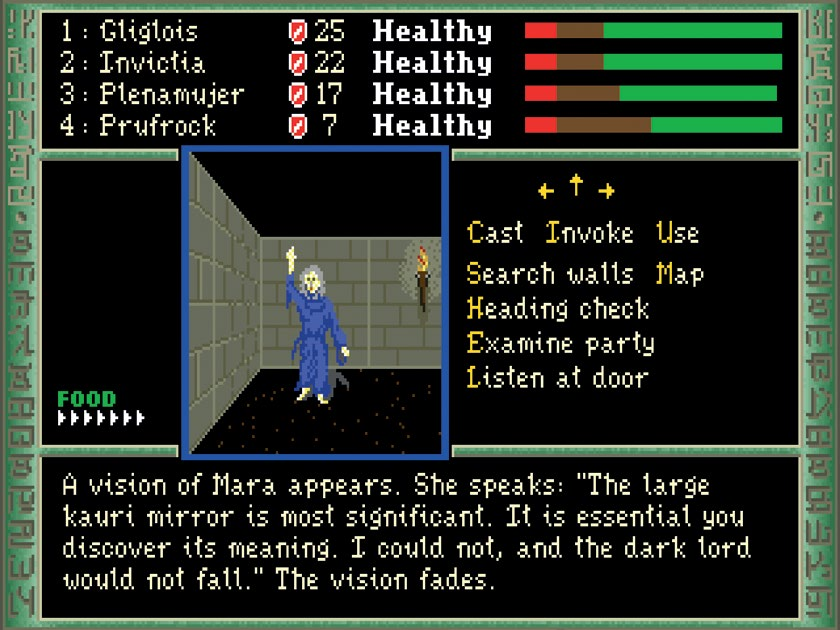 1: Gliglois 25 Healthy
2: Invictia 22 Healthy
3: Plenamujer 17 Healthy
4: Prufrock 7 Healthy
← ↑ →
Cast Invoke Use
Search walls Map
Heading check
Examine party
Listen at door
FOOD
A vision of Mara appears. She speaks: "The large
kauri mirror is most significant. It is essential you
discover its meaning. I could not, and the dark lord
would not fall." The vision fades.